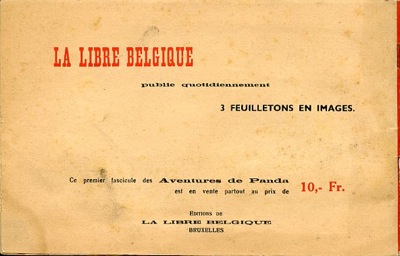 LA LIBRE BELGIQUE
publie quotidiennement
3 FEUILLETONS EN IMAGES.
Ce premier fascicule des Aventures de Panda
est en vente partout au prix de 10,- Fr.
EDITIONS DE
LA LIBRE BELGIQUE
BRUXELLES